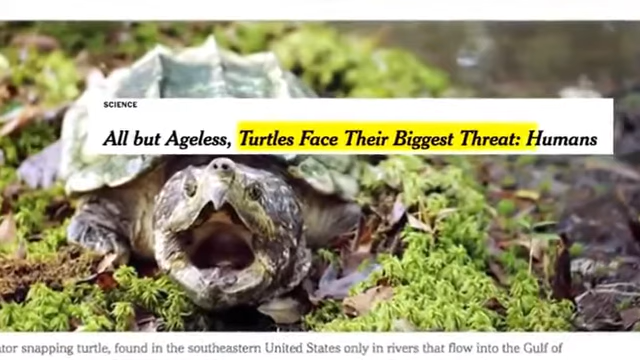 SCIENCE
All but Ageless, Turtles Face Their Biggest Threat: Humans
snapping turtle, found in the southeastern United States only in rivers that flow into the Gulf of